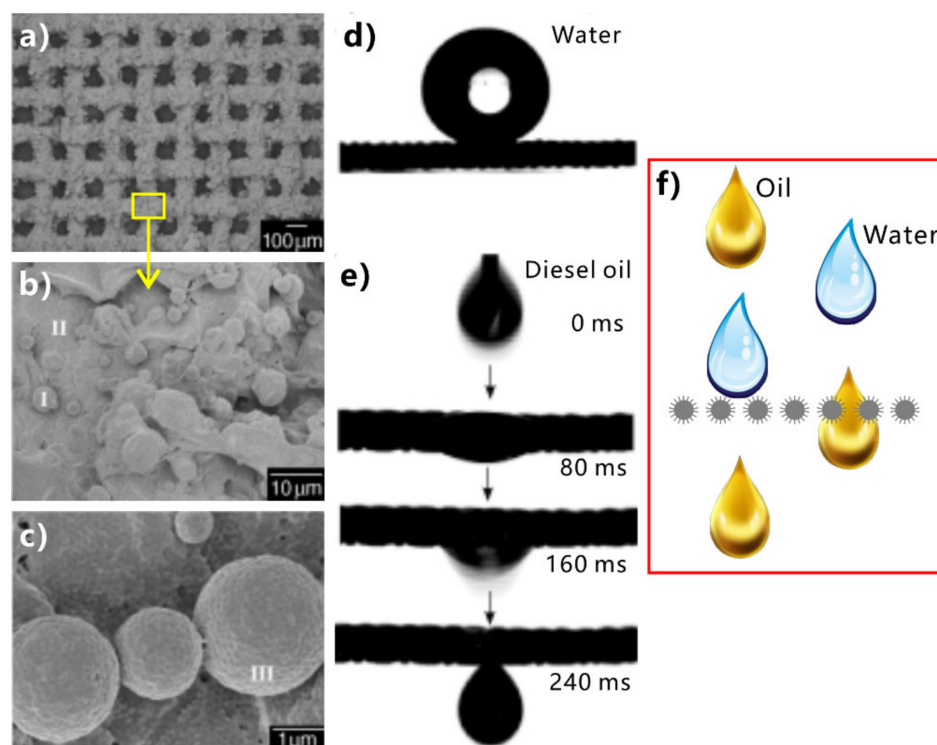 a)
100μm
b)
II
I
10μm
c)
III
1μm
d)
Water
e)
Diesel oil
0 ms
80 ms
160 ms
240 ms
f)
Oil
Water